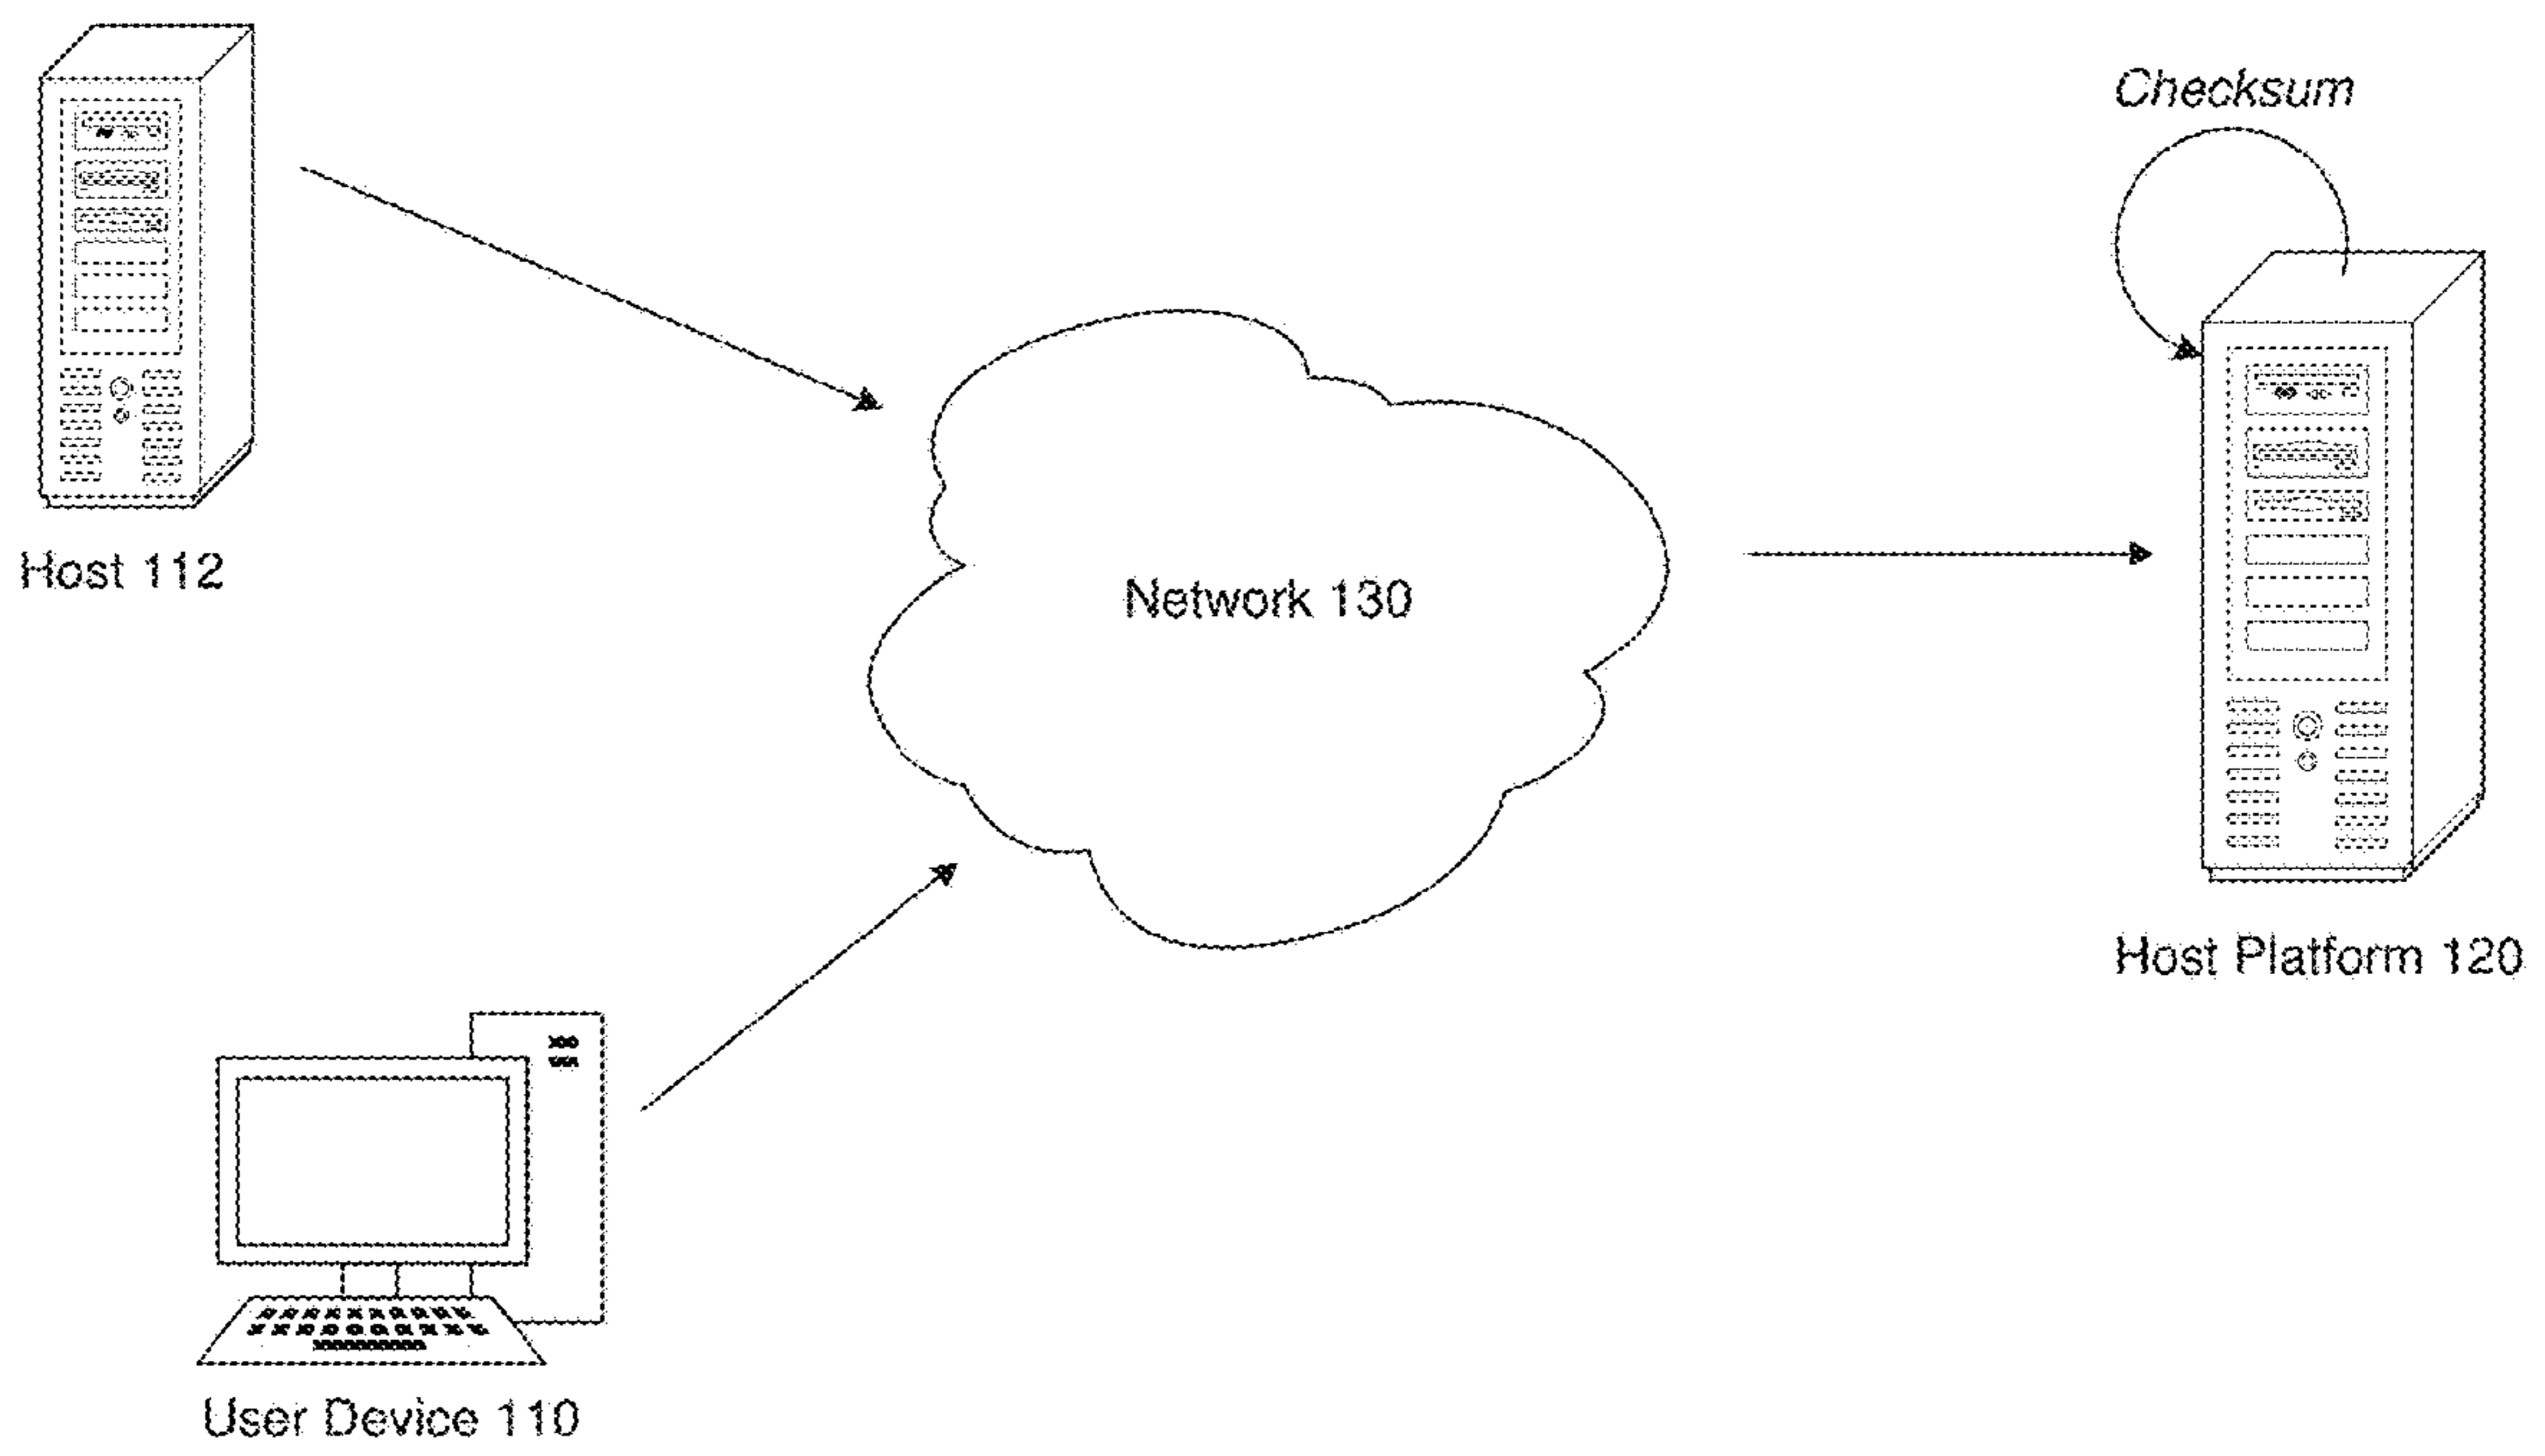 Checksum
Host 112
Network 130
Host Platform 120
User Device 110